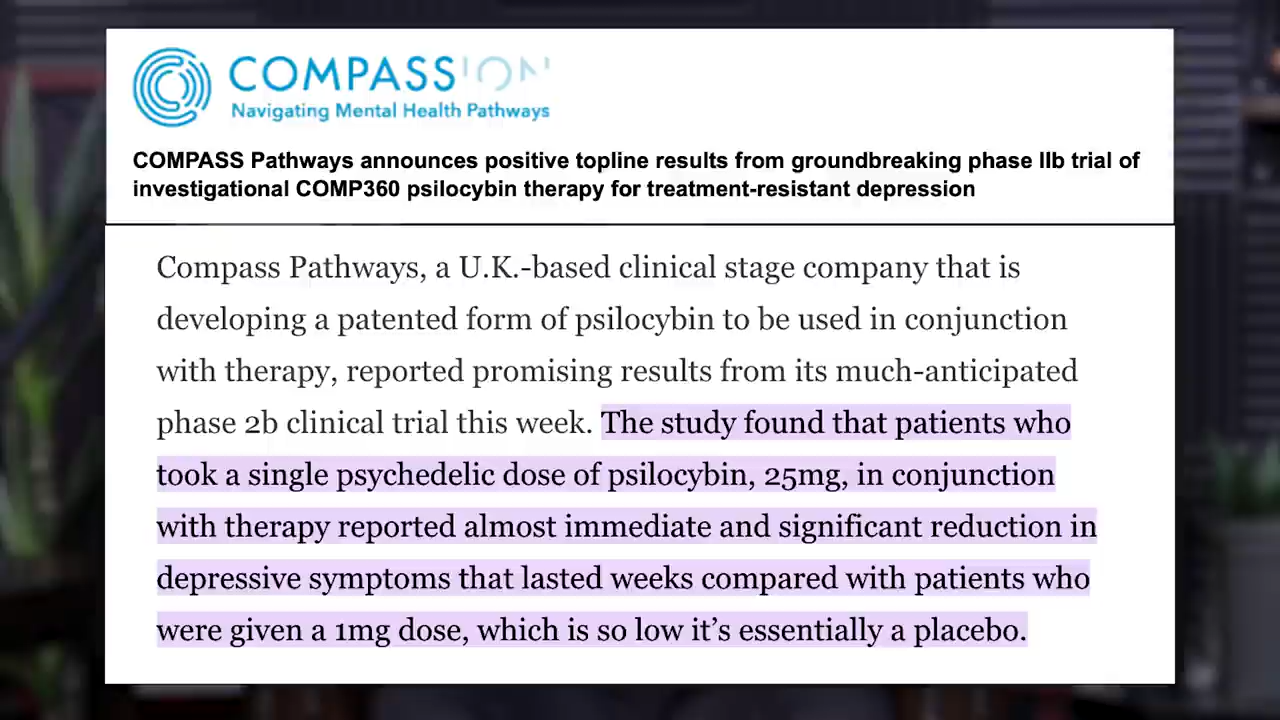 COMPASSION
Navigating Mental Health Pathways
COMPASS Pathways announces positive topline results from groundbreaking phase IIb trial of
investigational COMP360 psilocybin therapy for treatment-resistant depression
Compass Pathways, a U.K.-based clinical stage company that is
developing a patented form of psilocybin to be used in conjunction
with therapy, reported promising results from its much-anticipated
phase 2b clinical trial this week. The study found that patients who
took a single psychedelic dose of psilocybin, 25mg, in conjunction
with therapy reported almost immediate and significant reduction in
depressive symptoms that lasted weeks compared with patients who
were given a 1mg dose, which is so low it’s essentially a placebo.